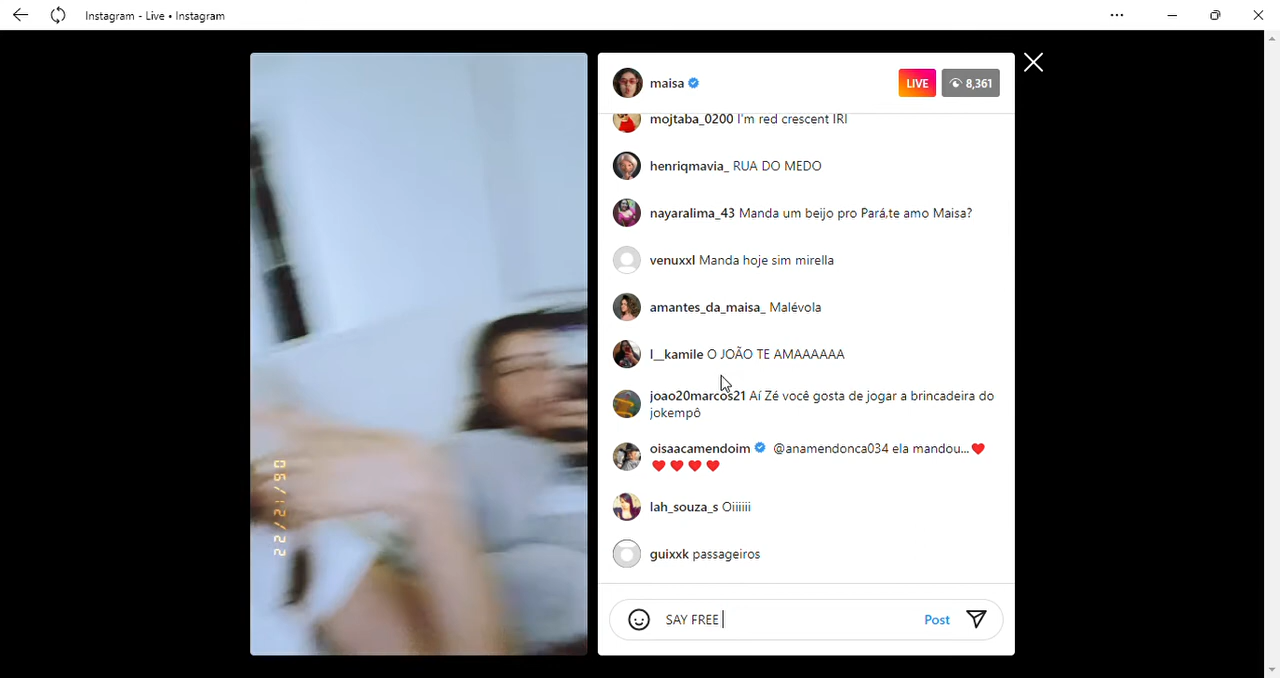 Instagram - Live • Instagram
maisa
LIVE
8,361
mojtaba_0200 I'm red crescent IRI
henriqmavia_ RUA DO MEDO
nayaralima_43 Manda um beijo pro Pará,te amo Maisa?
venuxxl Manda hoje sim mirella
amantes_da_maisa_ Malévola
l__kamile O JOÃO TE AMAAAAAA
joao20marcos21 Aí Zé você gosta de jogar a brincadeira do
jokempô
oisaacamendoim @anamendonca034 ela mandou...❤️
❤️❤️❤️❤️
lah_souza_s Oiiiiii
guixxk passageiros
SAY FREE
Post